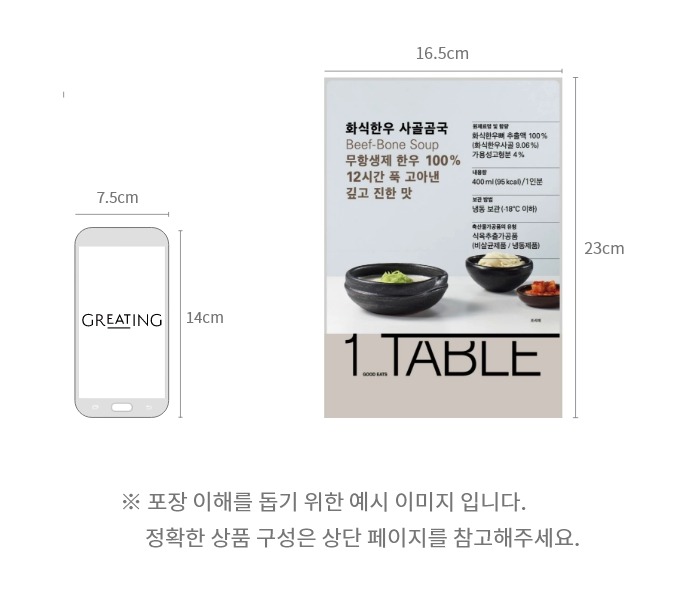 16.5cm
화식한우 사골곰국
Beef-Bone Soup
무항생제 한우 100%
12시간 푹 고아낸
깊고 진한 맛
원재료명 및 함량
화식한우뼈 추출액 100%
(화식한우사골 9.06%)
가용성고형분 4%
내용량
400ml (95kcal)/1인분
보관 방법
냉동 보관 (-18℃ 이하)
축산물가공품의 유형
식육추출가공품
(비살균제품 / 냉동제품)
1 GOOD EATS TABLE
23cm
7.5cm
GREATING
14cm
※ 포장 이해를 돕기 위한 예시 이미지 입니다.
정확한 상품 구성은 상단 페이지를 참고해주세요.